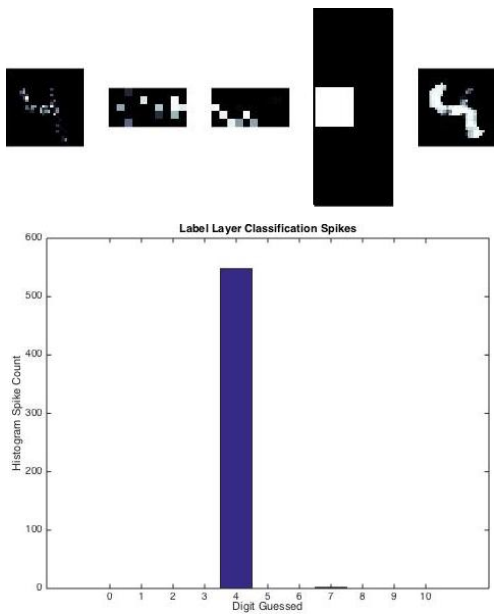 Label Layer Classification Spikes
600
500
400
300
200
100
0
Histogram Spike Count
0 1 2 3 4 5 6 7 8 9 10
Digit Guessed